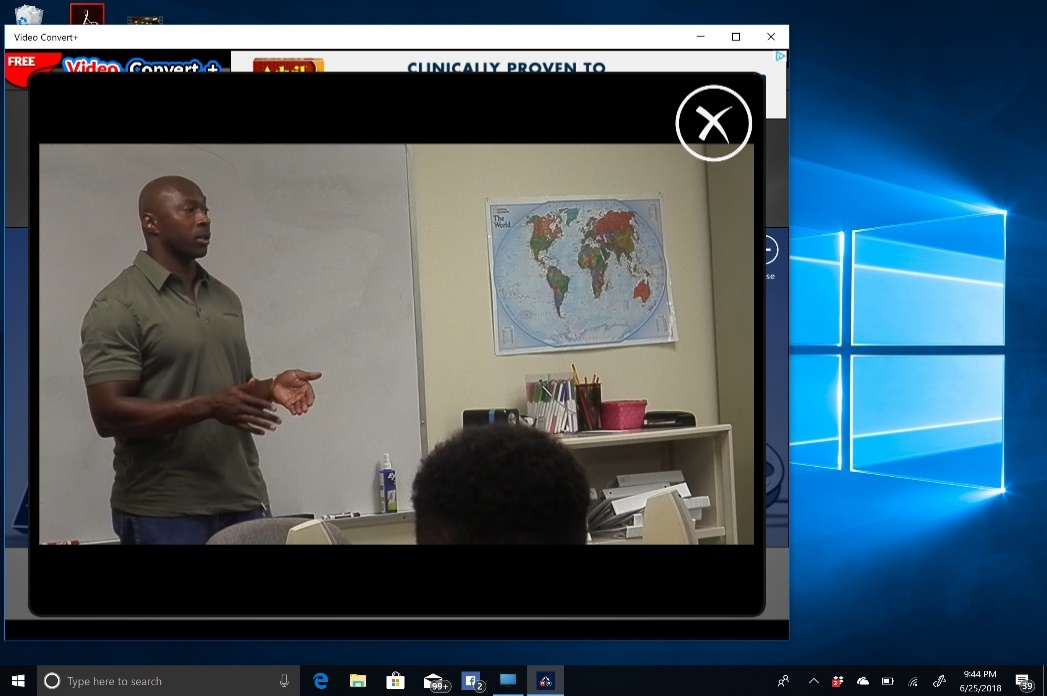 Video Convert+
FREE
Video Convert +
CLINICALLY PROVEN TO
The
World
se
Type here to search
99+
2
9:44 PM
6/25/2018
39